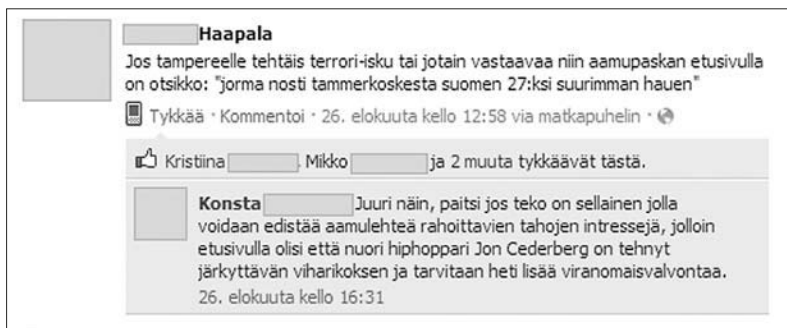 Haapala
Jos tampereelle tehtäis terrori-isku tai jotain vastaavaa niin aamupaskan etusivulla
on otsikko: "jorma nosti tammerkoskesta suomen 27:ksi suurimman hauen"
Tykkää · Kommentoi · 26. elokuuta kello 12:58 via matkapuhelin ·
Kristiina , Mikko ja 2 muuta tykkäävät tästä.
Konsta Juuri näin, paitsi jos teko on sellainen jolla
voidaan edistää aamulehteä rahoittavien tahojen intressejä, jolloin
etusivulla olisi että nuori hiphoppari Jon Cederberg on tehnyt
järkyttävän viharikoksen ja tarvitaan heti lisää viranomaisvalvontaa.
26. elokuuta kello 16:31